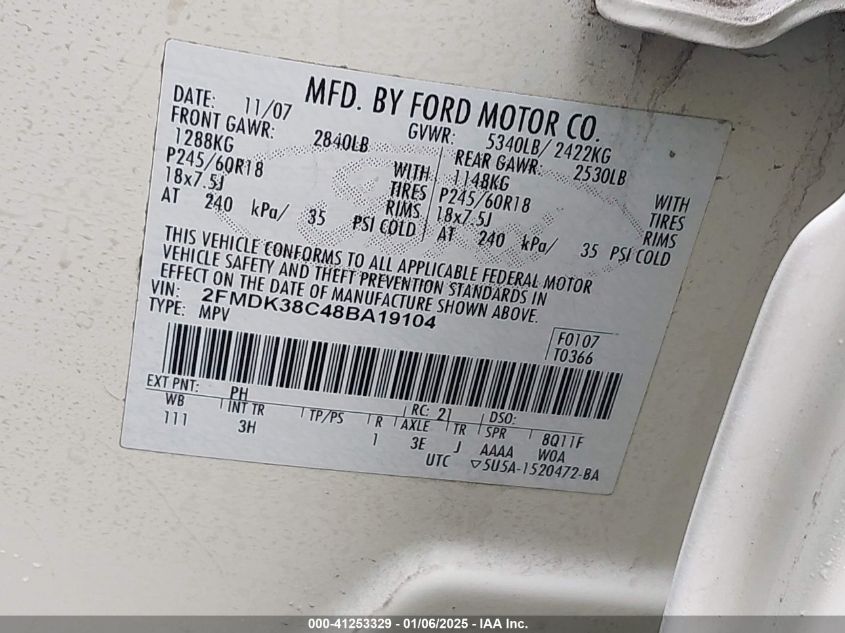 MFD. BY FORD MOTOR CO.
DATE: 11/07 GVWR: 5340LB/ 2422KG
FRONT GAWR: 2840LB REAR GAWR: 2530LB
1288KG WITH 1148KG WITH
P245/60R18 TIRES P245/60R18 TIRES
18x7.5J RIMS 18x7.5J RIMS
AT 240 kPa/ 35 PSI COLD AT 240 kPa/ 35 PSI COLD
THIS VEHICLE CONFORMS TO ALL APPLICABLE FEDERAL MOTOR
VEHICLE SAFETY AND THEFT PREVENTION STANDARDS IN
EFFECT ON THE DATE OF MANUFACTURE SHOWN ABOVE.
VIN: 2FMDK38C48BA19104
TYPE: MPV
F0107
T0366
EXT PNT: PH RC: 21 DSO:
WB INT TR TP/PS R AXLE TR SPR 8Q11F
111 3H 1 3E J AAAA W0A
UTC ▽5U5A-1520472-BA
000-41253329 - 01/06/2025 - IAA Inc.